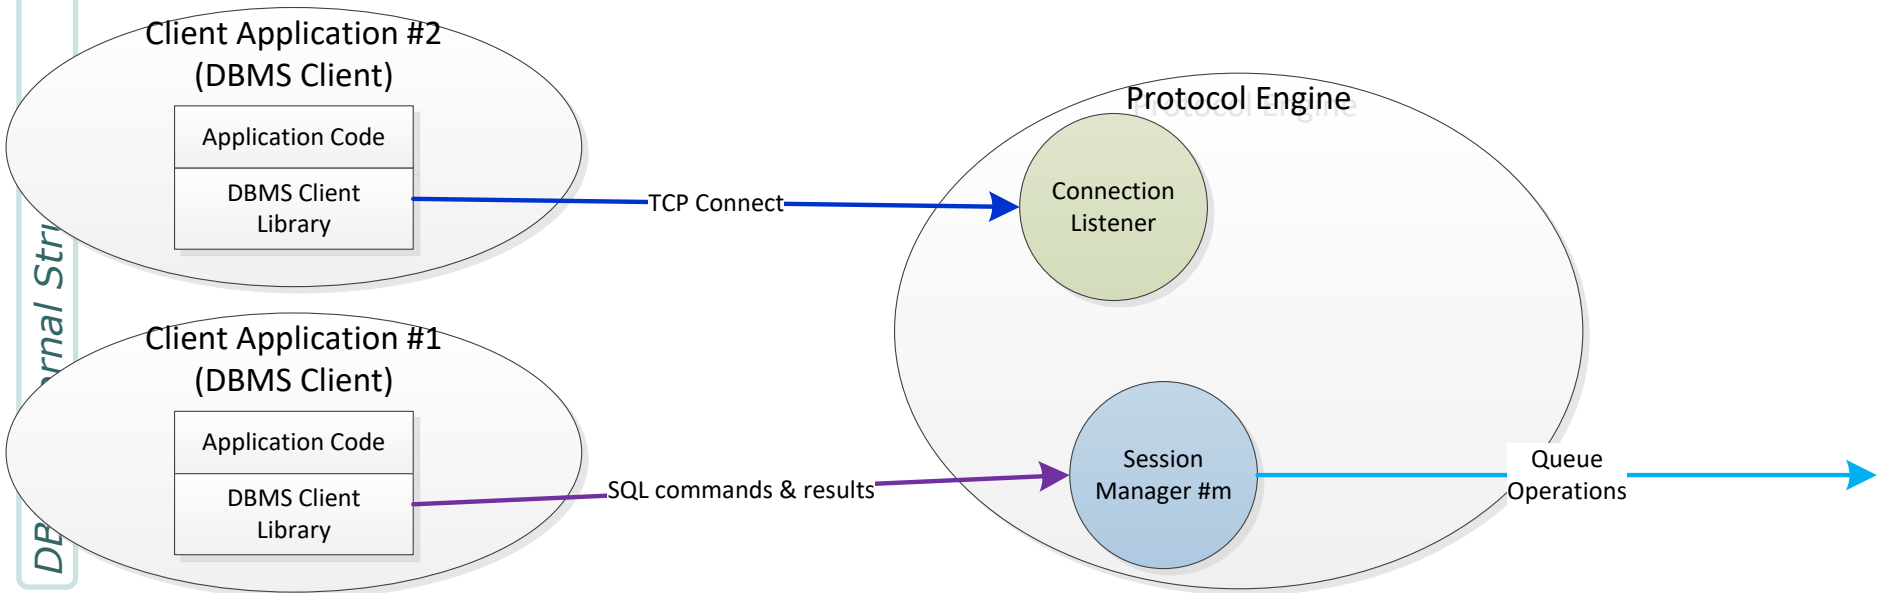 Client Application #2
(DBMS Client)
Application Code
DBMS Client
Library
TCP Connect
Protocol Engine
Connection
Listener
Client Application #1
(DBMS Client)
Application Code
DBMS Client
Library
SQL commands & results
Session
Manager #m
Queue
Operations